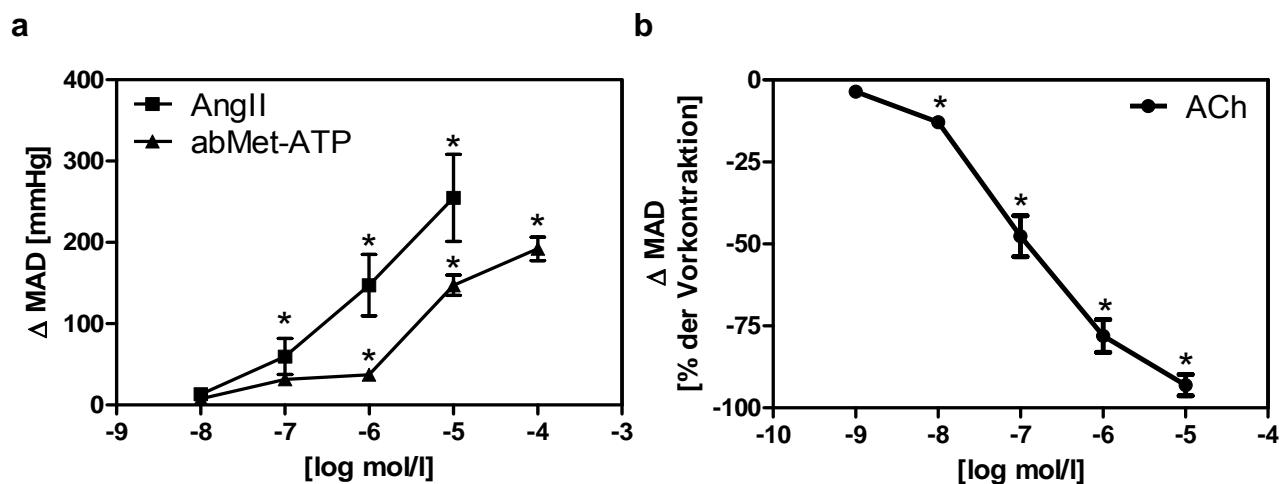 a
Δ MAD [mmHg]
400
300
200
100
0
AngII
abMet-ATP
* * * * * *
-9 -8 -7 -6 -5 -4 -3
[log mol/l]
b
Δ MAD
[% der Vorkontraktion]
0
-25
-50
-75
-100
ACh
* * * *
-10 -9 -8 -7 -6 -5 -4
[log mol/l]